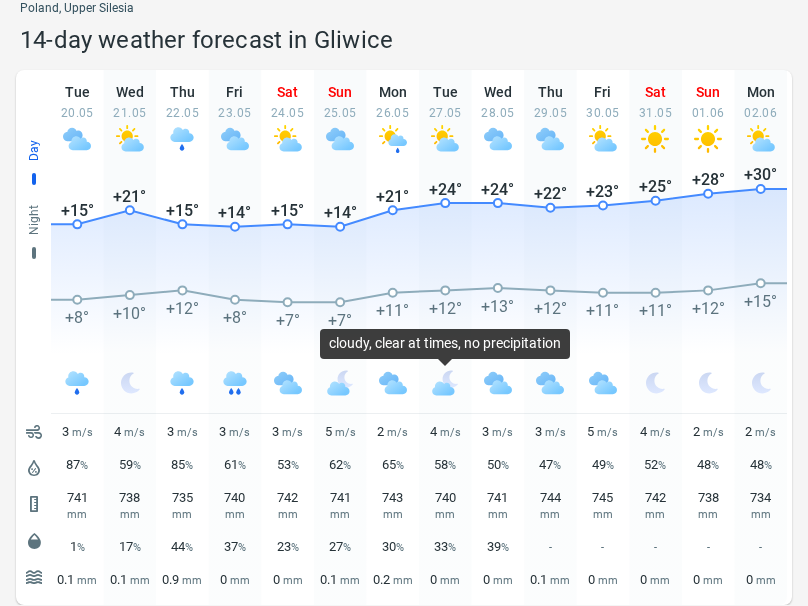 Poland, Upper Silesia
14-day weather forecast in Gliwice
Tue Wed Thu Fri Sat Sun Mon Tue Wed Thu Fri Sat Sun Mon
20.05 21.05 22.05 23.05 24.05 25.05 26.05 27.05 28.05 29.05 30.05 31.05 01.06 02.06
Day
+15° +21° +15° +14° +15° +14° +21° +24° +24° +22° +23° +25° +28° +30°
Night
+8° +10° +12° +8° +7° +7° +11° +12° +13° +12° +11° +11° +12° +15°
cloudy, clear at times, no precipitation
3 m/s 4 m/s 3 m/s 3 m/s 3 m/s 5 m/s 2 m/s 4 m/s 3 m/s 3 m/s 5 m/s 4 m/s 2 m/s 2 m/s
87% 59% 85% 61% 53% 62% 65% 58% 50% 47% 49% 52% 48% 48%
741 738 735 740 742 741 743 740 741 744 745 742 738 734
mm mm mm mm mm mm mm mm mm mm mm mm mm mm
1% 17% 44% 37% 23% 27% 30% 33% 39% - - - - -
0.1 mm 0.1 mm 0.9 mm 0 mm 0 mm 0.1 mm 0.2 mm 0 mm 0 mm 0.1 mm 0 mm 0 mm 0 mm 0 mm